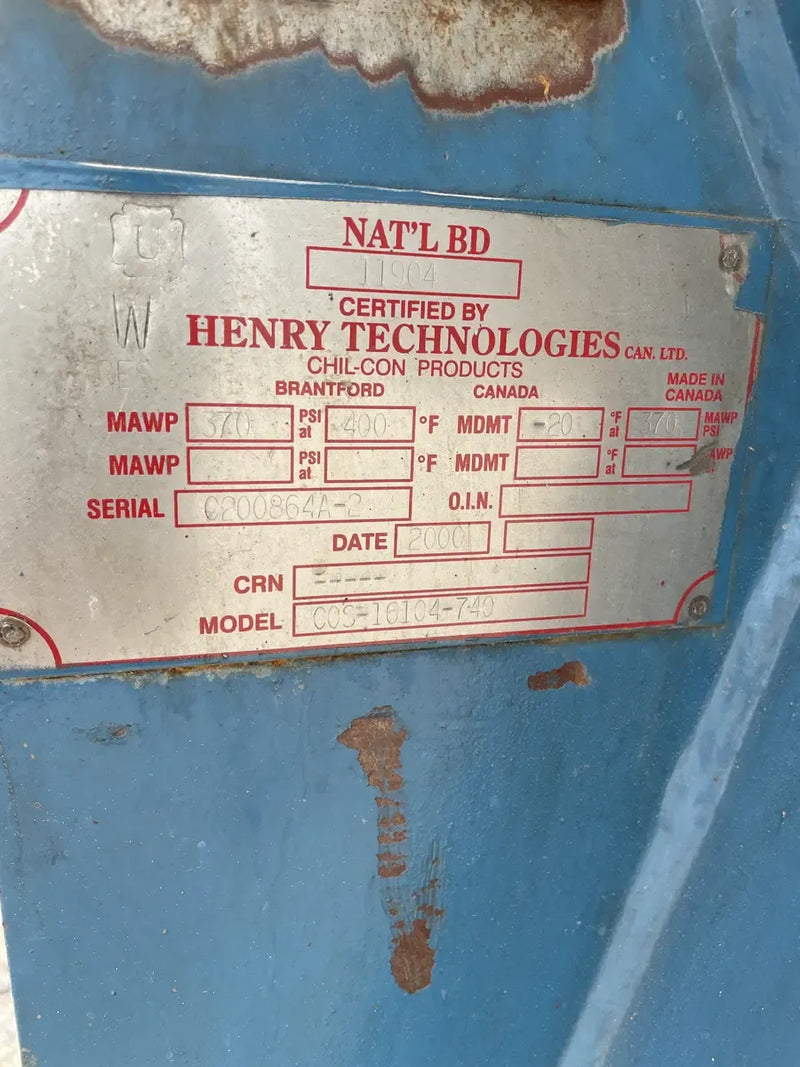 U
NAT'L BD
11904
W
CERTIFIED BY
HENRY TECHNOLOGIES CAN. LTD.
CHIL-CON PRODUCTS
BRANTFORD CANADA MADE IN CANADA
MAWP 370 PSI at 400 °F MDMT -20 °F at 370 MAWP PSI
MAWP PSI at °F MDMT °F at
SERIAL C200864A-2 O.I.N.
DATE 2000
CRN -----
MODEL COS-16104-740